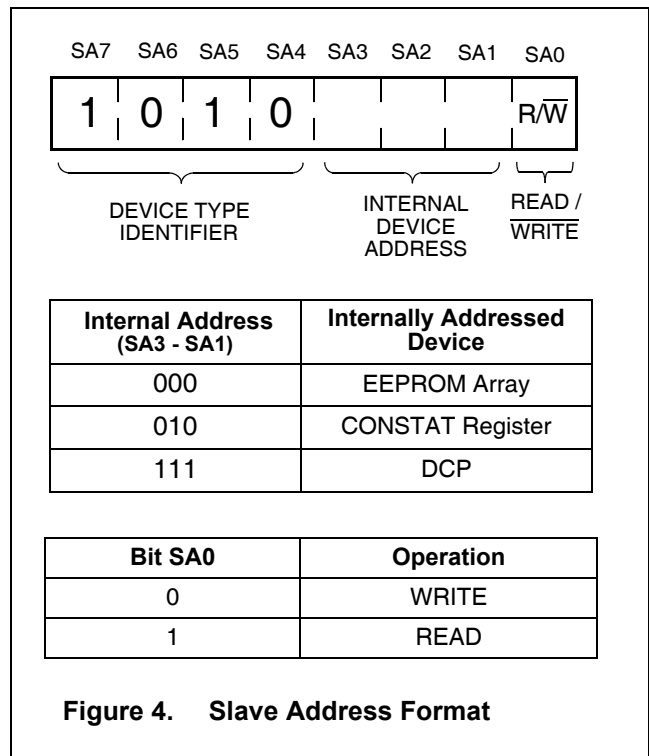 SA7 SA6 SA5 SA4 SA3 SA2 SA1 SA0
1 0 1 0 R/W̅
DEVICE TYPE
IDENTIFIER
INTERNAL
DEVICE
ADDRESS
READ /
W̅R̅I̅T̅E̅
Internal Address
(SA3 - SA1)
Internally Addressed
Device
000 EEPROM Array
010 CONSTAT Register
111 DCP
Bit SA0 Operation
0 WRITE
1 READ
Figure 4. Slave Address Format